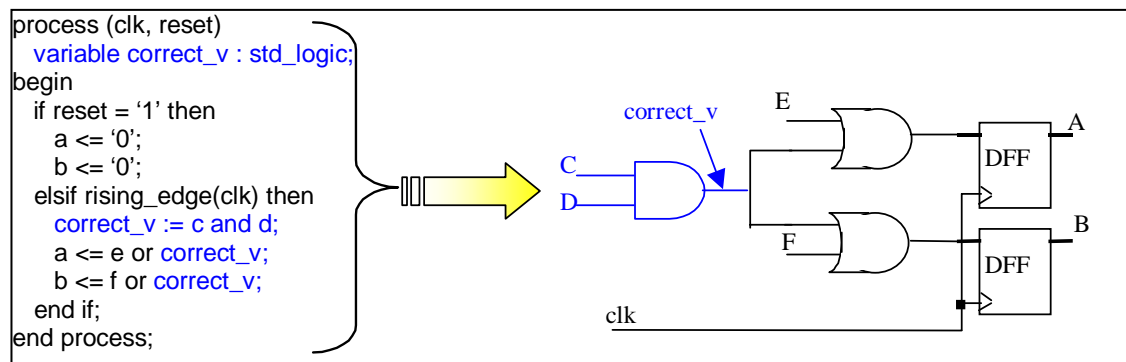 process (clk, reset)
variable correct_v : std_logic;
begin
if reset = ‘1’ then
a <= ‘0’;
b <= ‘0’;
elsif rising_edge(clk) then
correct_v := c and d;
a <= e or correct_v;
b <= f or correct_v;
end if;
end process;
correct_v
E
A
C
DFF
D
B
F
DFF
clk